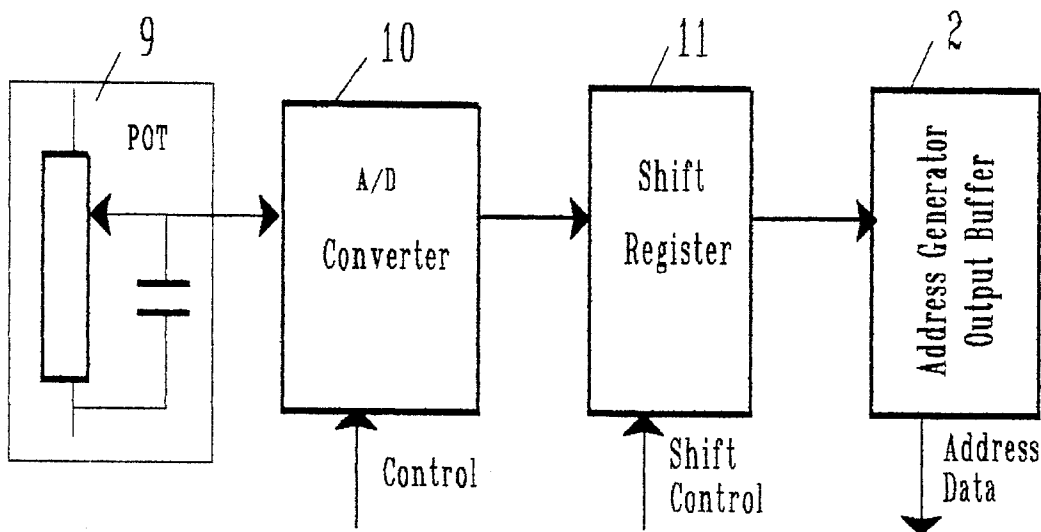 9
10
11
2
POT
A/D
Converter
Shift
Register
Address Generator
Output Buffer
Control
Shift
Control
Address
Data